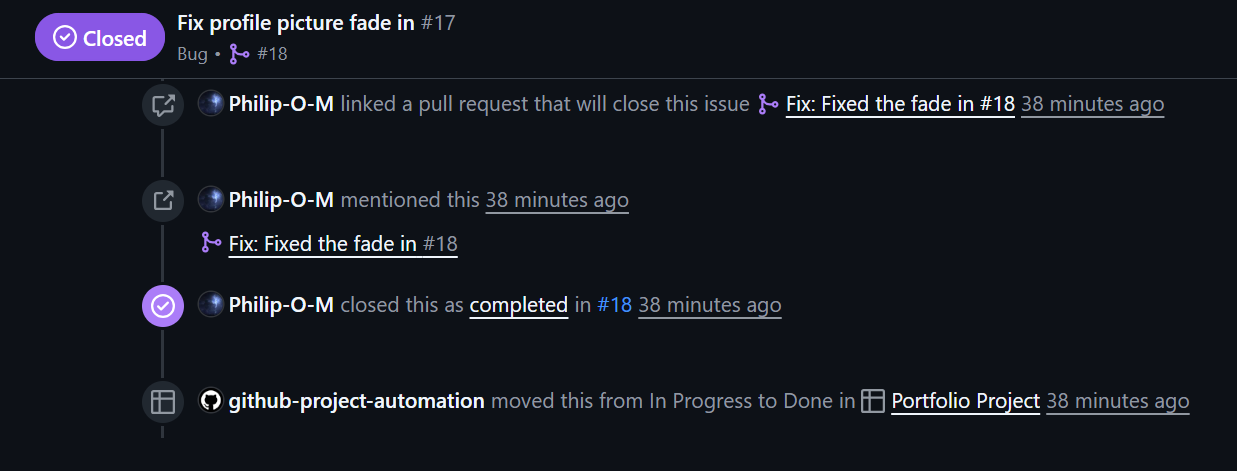 Closed
Fix profile picture fade in #17
Bug • #18
Philip-O-M linked a pull request that will close this issue Fix: Fixed the fade in #18 38 minutes ago
Philip-O-M mentioned this 38 minutes ago
Fix: Fixed the fade in #18
Philip-O-M closed this as completed in #18 38 minutes ago
github-project-automation moved this from In Progress to Done in Portfolio Project 38 minutes ago